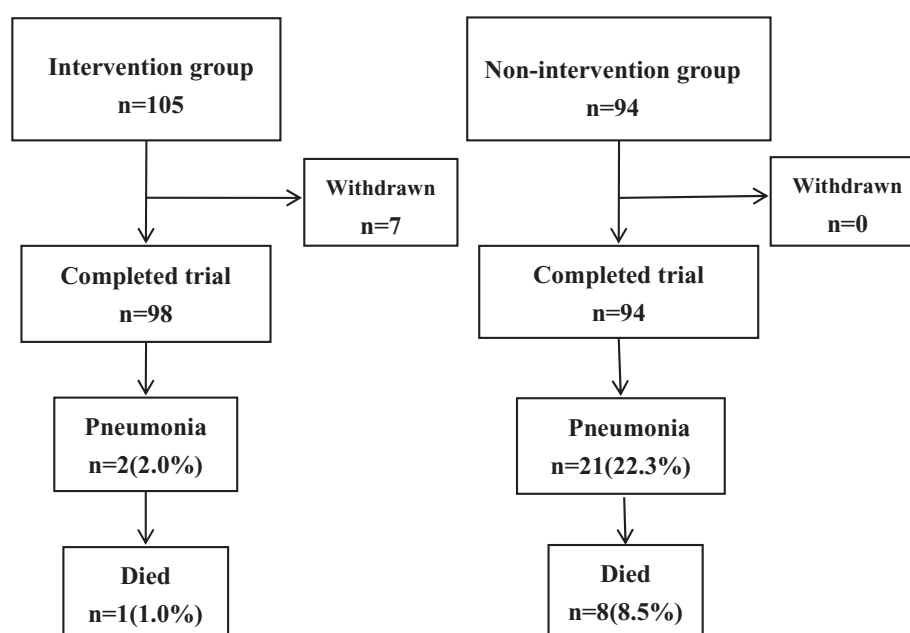 Intervention group
n=105
Non-intervention group
n=94
Withdrawn
n=7
Withdrawn
n=0
Completed trial
n=98
Completed trial
n=94
Pneumonia
n=2(2.0%)
Pneumonia
n=21(22.3%)
Died
n=1(1.0%)
Died
n=8(8.5%)